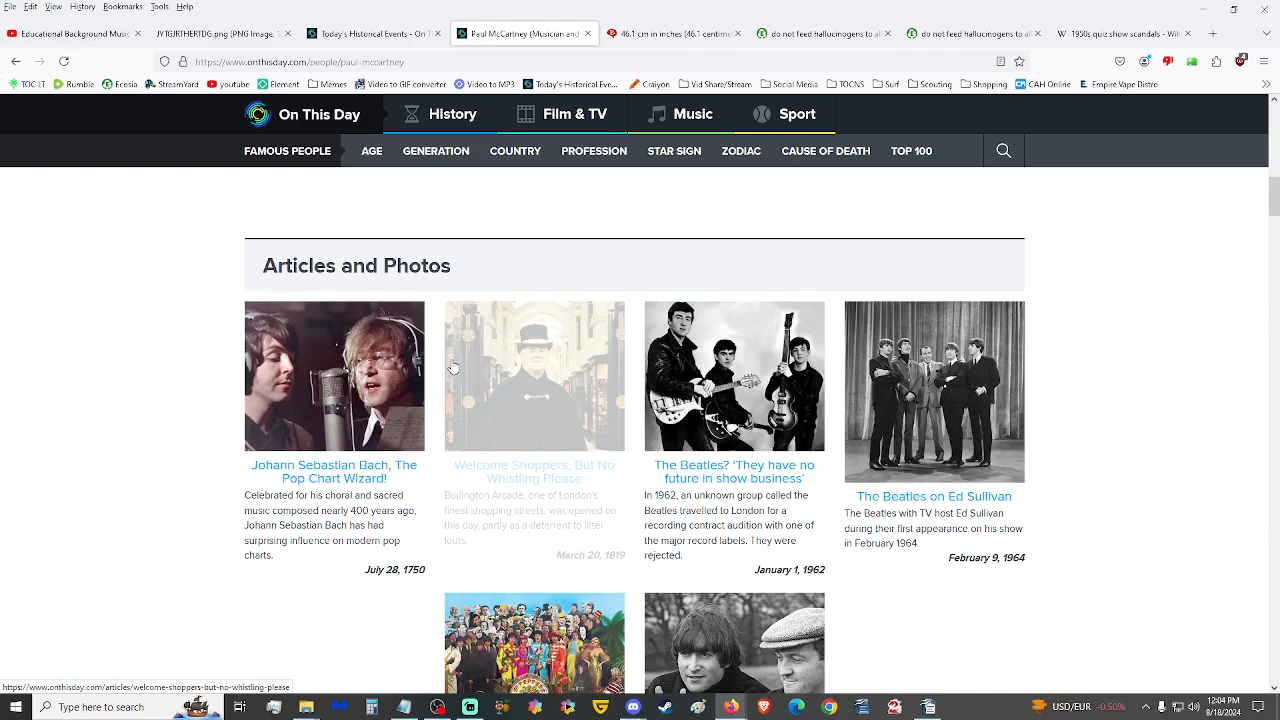 File Edit View History Bookmarks Tools Help
Educational Background Music
JYTGJRTHERTDG.png (PNG Image, 1
Today's Historical Events - On T
Paul McCartney (Musician and
46.1 cm in inches (46.1 centimete
do not feed hallucinogens to al
do not feed hallucinogens to al
1950s quiz show scandals - Wiki
https://www.onthisday.com/people/paul-mccartney
TOC LT Rumble Ecosia StreamYard youtube Element Games Vid Share/Stream Video to MP3 Today's Historical Eve... Craiyon Vid Share/Stream Social Media TOCNS Surf Scouting Shopping CAH Online Empire Vape Distro
On This Day History Film & TV Music Sport
FAMOUS PEOPLE AGE GENERATION COUNTRY PROFESSION STAR SIGN ZODIAC CAUSE OF DEATH TOP 100
Articles and Photos
Johann Sebastian Bach, The
Pop Chart Wizard!
Celebrated for his choral and sacred
music composed nearly 400 years ago,
Johann Sebastian Bach has had
surprising influence on modern pop
charts.
July 28, 1750
Welcome Shoppers, But No
Whistling Please
Burlington Arcade, one of London's
finest shopping streets, was opened on
this day, partly as a deterrent to litter
louts.
March 20, 1819
The Beatles? 'They have no
future in show business'
In 1962, an unknown group called the
Beatles travelled to London for a
recording contract audition with one of
the major record labels. They were
rejected.
January 1, 1962
The Beatles on Ed Sullivan
The Beatles with TV host Ed Sullivan
during their first appearance on his show
in February 1964
February 9, 1964
https://www.onthisday.com/articles/welcome-shoppers-but-no-whistling-please
Type here to search
USD/EUR -0.50%
12:04 PM
8/18/2024